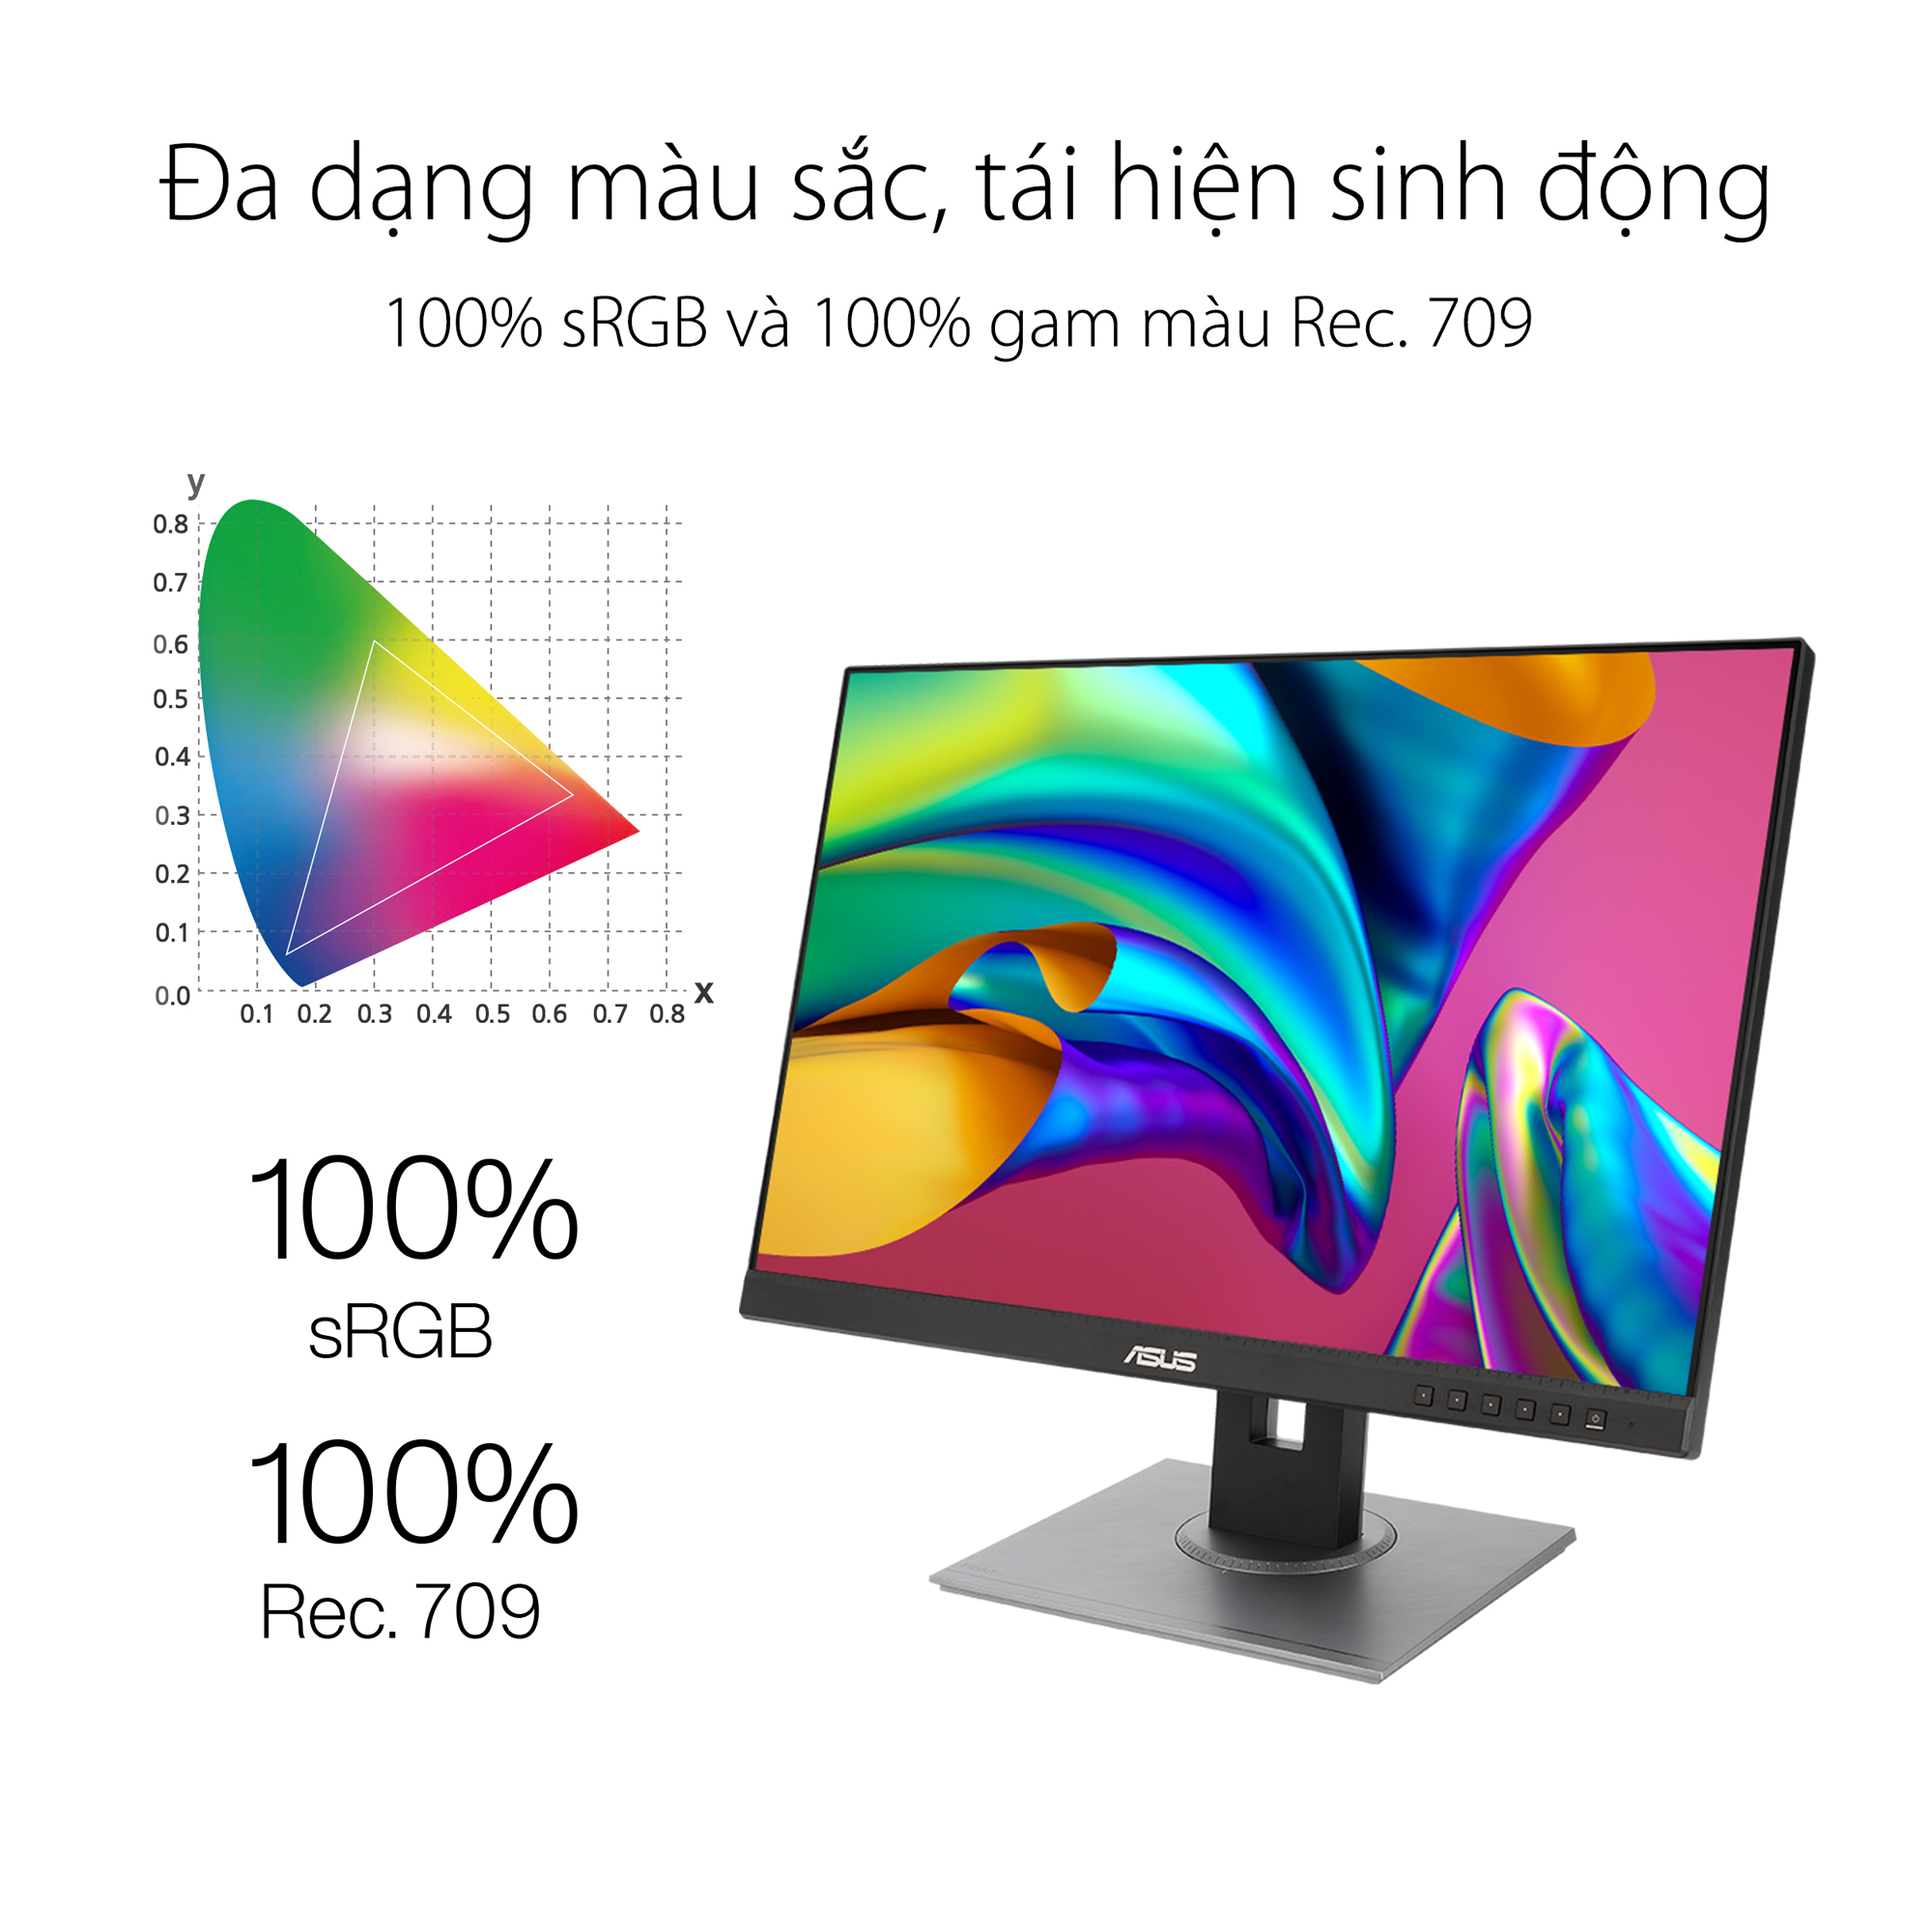 Đa dạng màu sắc, tái hiện sinh động
100% sRGB và 100% gam màu Rec. 709
y
0.8
0.7
0.6
0.5
0.4
0.3
0.2
0.1
0.0
0.1 0.2 0.3 0.4 0.5 0.6 0.7 0.8 x
100%
sRGB
100%
Rec. 709
ASUS